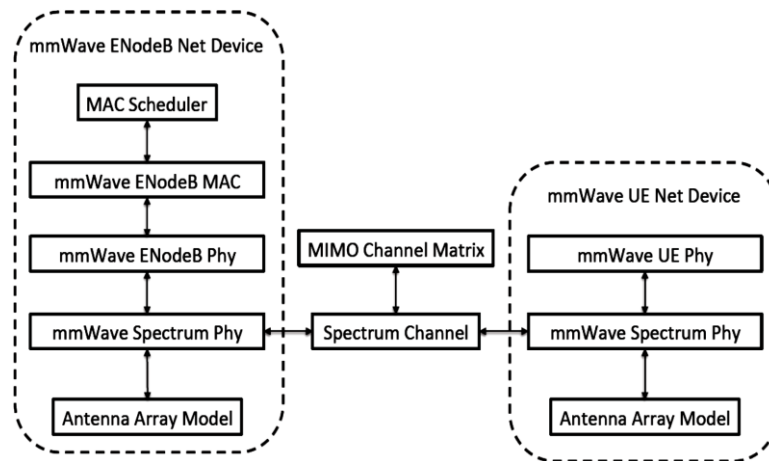 mmWave ENodeB Net Device
MAC Scheduler
mmWave ENodeB MAC
mmWave ENodeB Phy
mmWave Spectrum Phy
Antenna Array Model
MIMO Channel Matrix
Spectrum Channel
mmWave UE Net Device
mmWave UE Phy
mmWave Spectrum Phy
Antenna Array Model